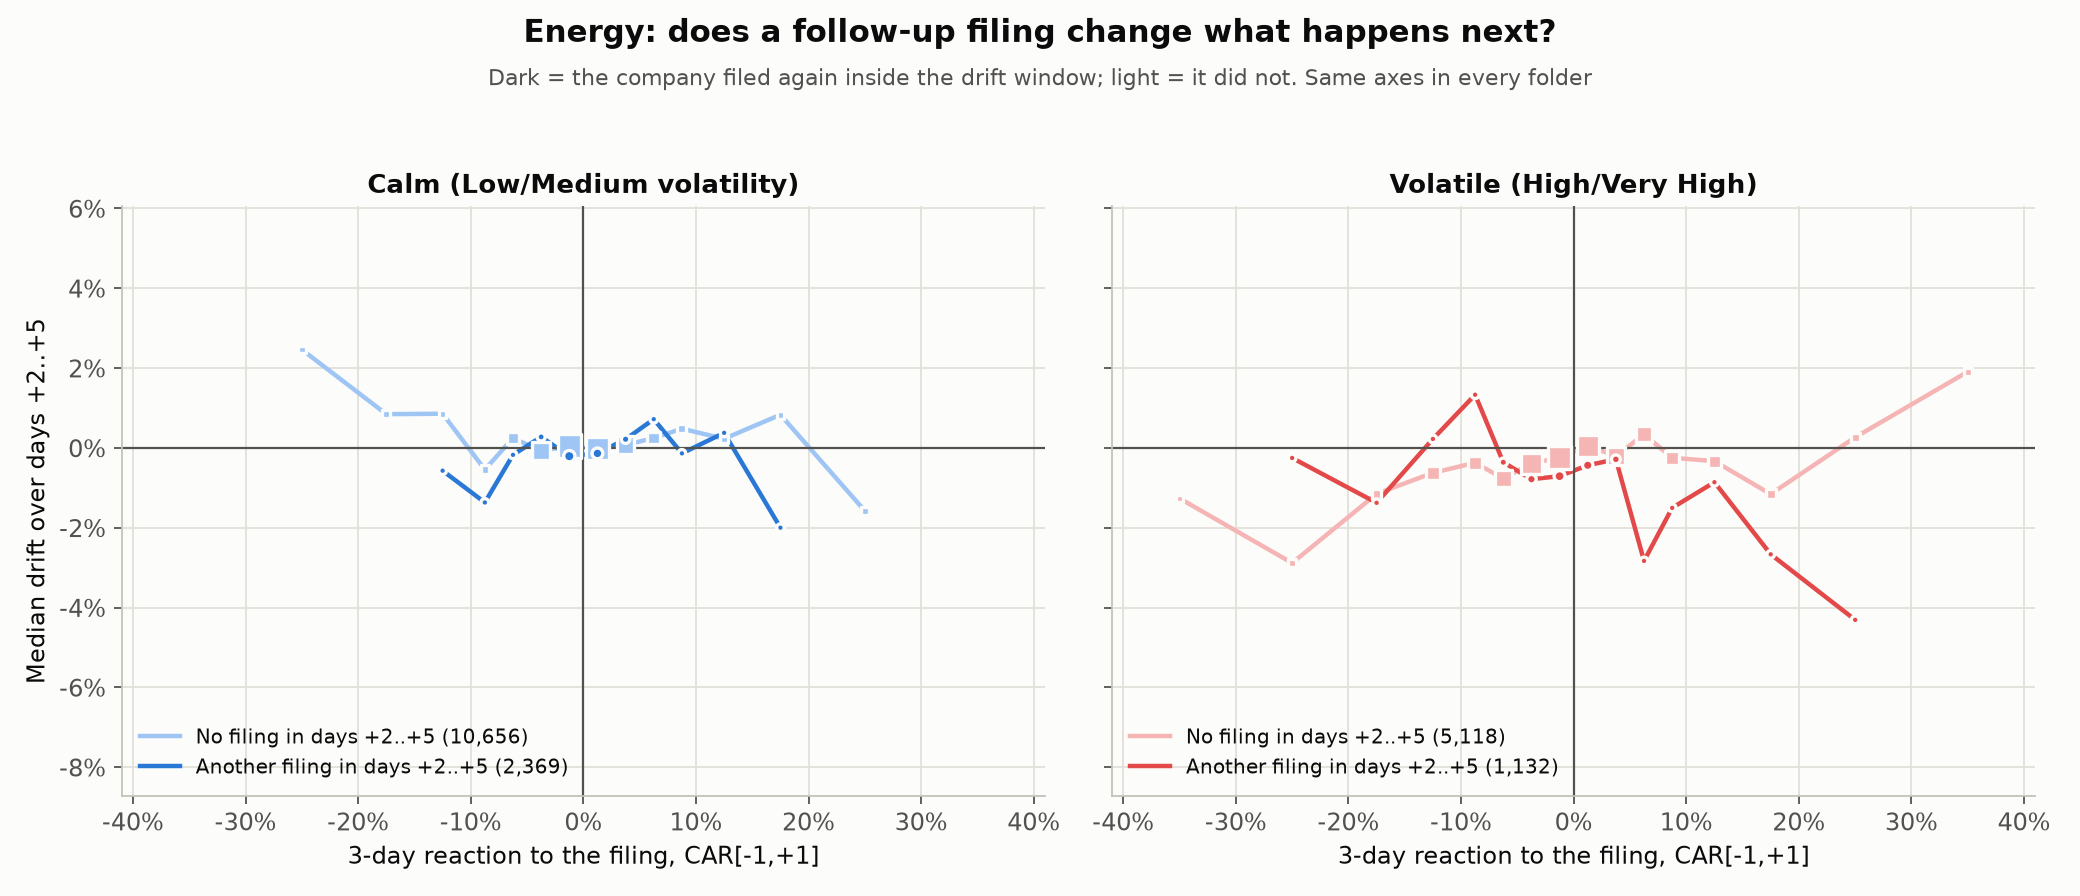 Energy: does a follow-up filing change what happens next?
Dark = the company filed again inside the drift window; light = it did not. Same axes in every folder
Calm (Low/Medium volatility)
Median drift over days +2..+5
6%
4%
2%
0%
-2%
-4%
-6%
-8%
No filing in days +2..+5 (10,656)
Another filing in days +2..+5 (2,369)
-40% -30% -20% -10% 0% 10% 20% 30% 40%
3-day reaction to the filing, CAR[-1,+1]
Volatile (High/Very High)
No filing in days +2..+5 (5,118)
Another filing in days +2..+5 (1,132)
-40% -30% -20% -10% 0% 10% 20% 30% 40%
3-day reaction to the filing, CAR[-1,+1]